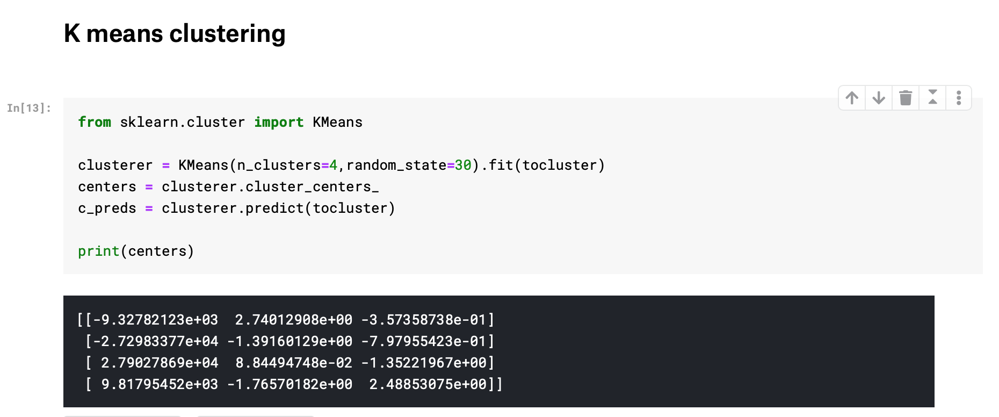 K means clustering
In[13]:
from sklearn.cluster import KMeans
clusterer = KMeans(n_clusters=4,random_state=30).fit(tocluster)
centers = clusterer.cluster_centers_
c_preds = clusterer.predict(tocluster)
print(centers)
[[-9.32782123e+03  2.74012908e+00 -3.57358738e-01]
 [-2.72983377e+04 -1.39160129e+00 -7.97955423e-01]
 [ 2.79027869e+04  8.84494748e-02 -1.35221967e+00]
 [ 9.81795452e+03 -1.76570182e+00  2.48853075e+00]]